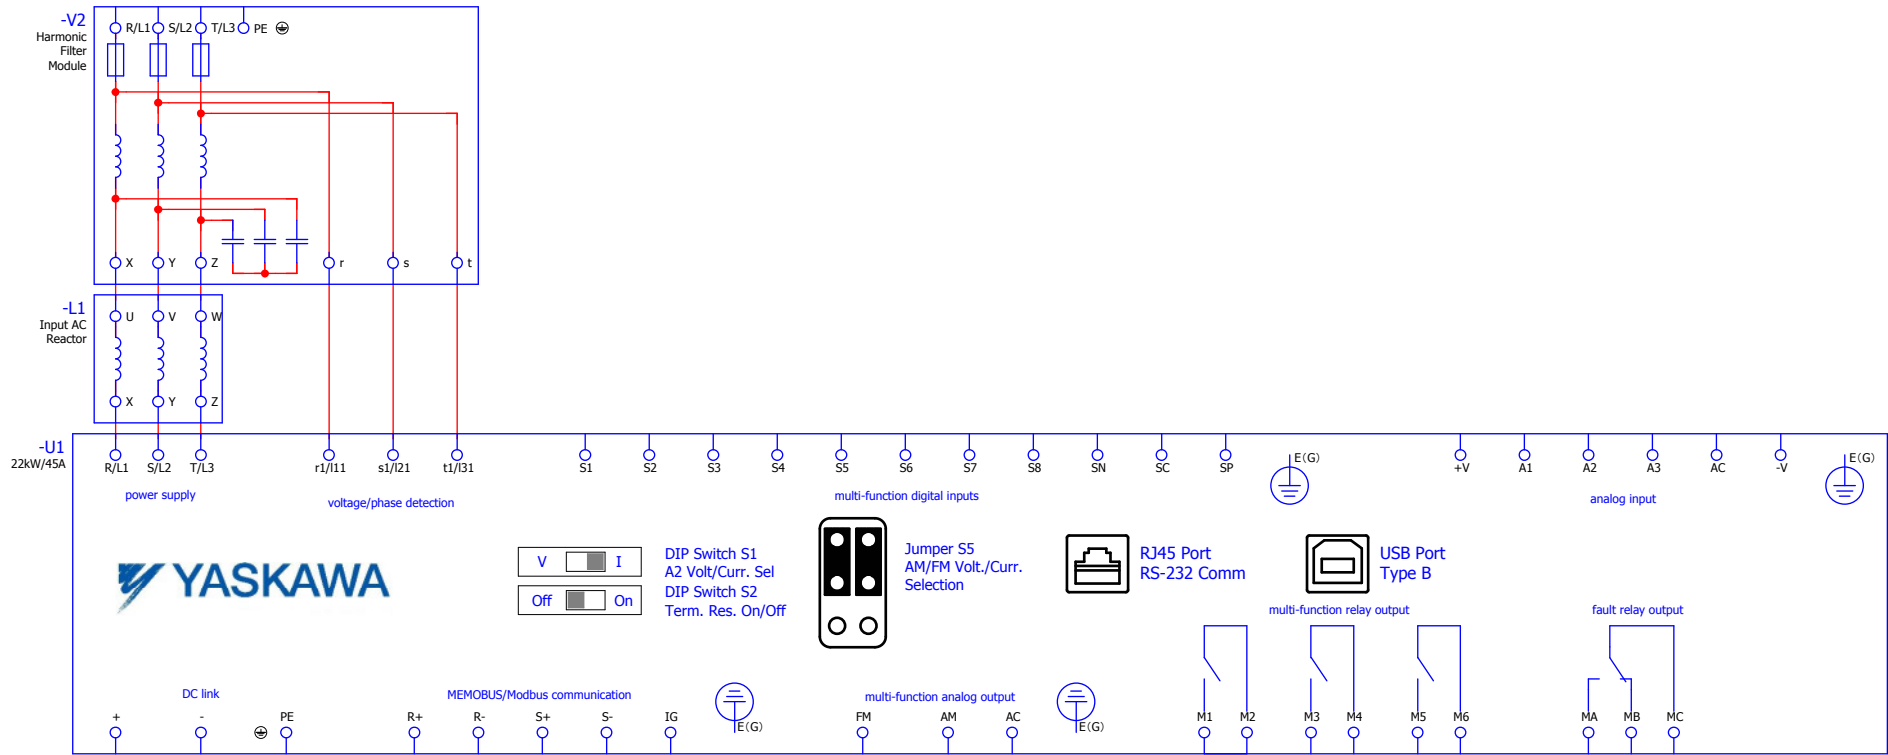 -V2
Harmonic
Filter
Module
R/L1 S/L2 T/L3 PE
X Y Z r s t
-L1
Input AC
Reactor
U V W
X Y Z
-U1
22kW/45A
R/L1 S/L2 T/L3 r1/l11 s1/l21 t1/l31 S1 S2 S3 S4 S5 S6 S7 S8 SN SC SP E(G) +V A1 A2 A3 AC -V E(G)
power supply
voltage/phase detection
multi-function digital inputs
analog input
YASKAWA
V I
Off On
DIP Switch S1
A2 Volt/Curr. Sel
DIP Switch S2
Term. Res. On/Off
Jumper S5
AM/FM Volt./Curr.
Selection
RJ45 Port
RS-232 Comm
USB Port
Type B
multi-function relay output
fault relay output
DC link
MEMOBUS/Modbus communication
multi-function analog output
+ - PE R+ R- S+ S- IG E(G) FM AM AC E(G) M1 M2 M3 M4 M5 M6 MA MB MC